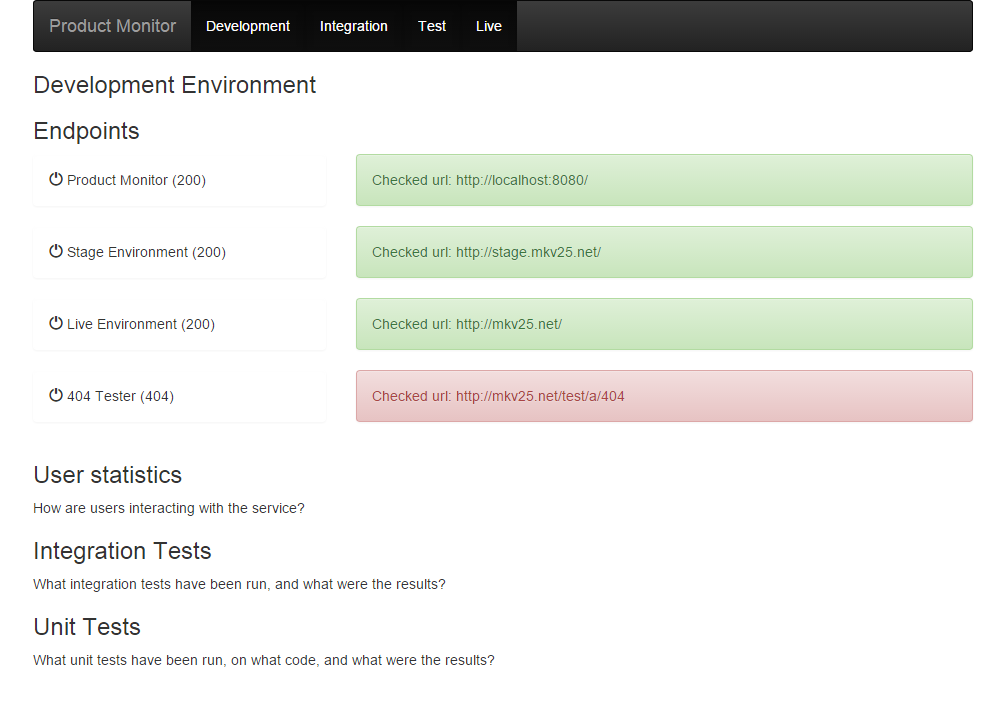 Product Monitor Development Integration Test Live
Development Environment
Endpoints
Product Monitor (200) Checked url: http://localhost:8080/
Stage Environment (200) Checked url: http://stage.mkv25.net/
Live Environment (200) Checked url: http://mkv25.net/
404 Tester (404) Checked url: http://mkv25.net/test/a/404
User statistics
How are users interacting with the service?
Integration Tests
What integration tests have been run, and what were the results?
Unit Tests
What unit tests have been run, on what code, and what were the results?